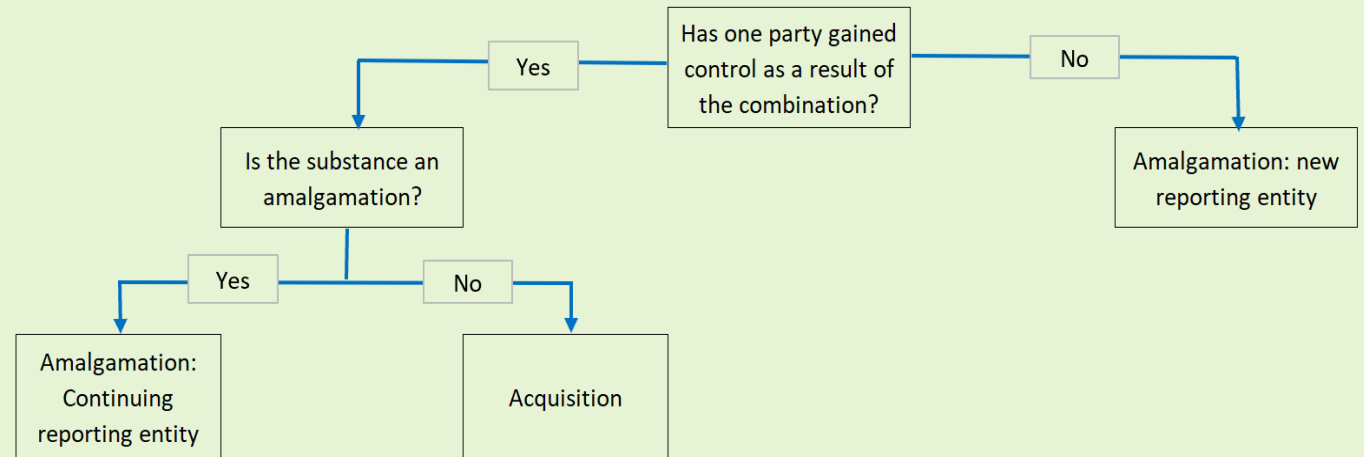 Has one party gained
control as a result of
the combination?
Yes
No
Is the substance an
amalgamation?
Amalgamation: new
reporting entity
Yes
No
Amalgamation:
Continuing
reporting entity
Acquisition